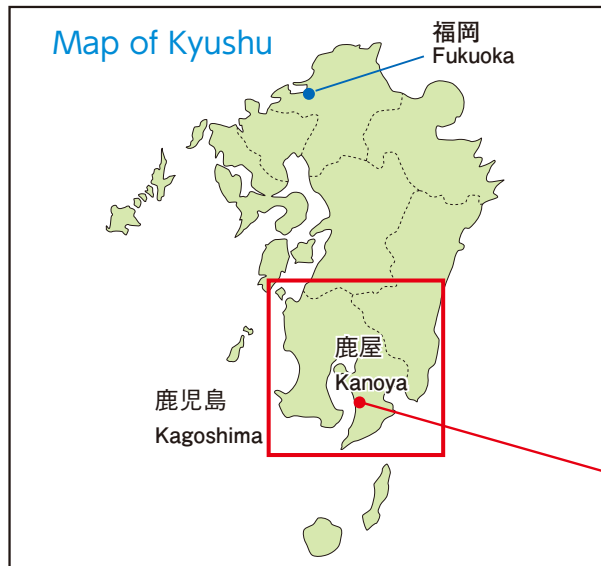 Map of Kyushu
福岡
Fukuoka
鹿屋
Kanoya
鹿児島
Kagoshima